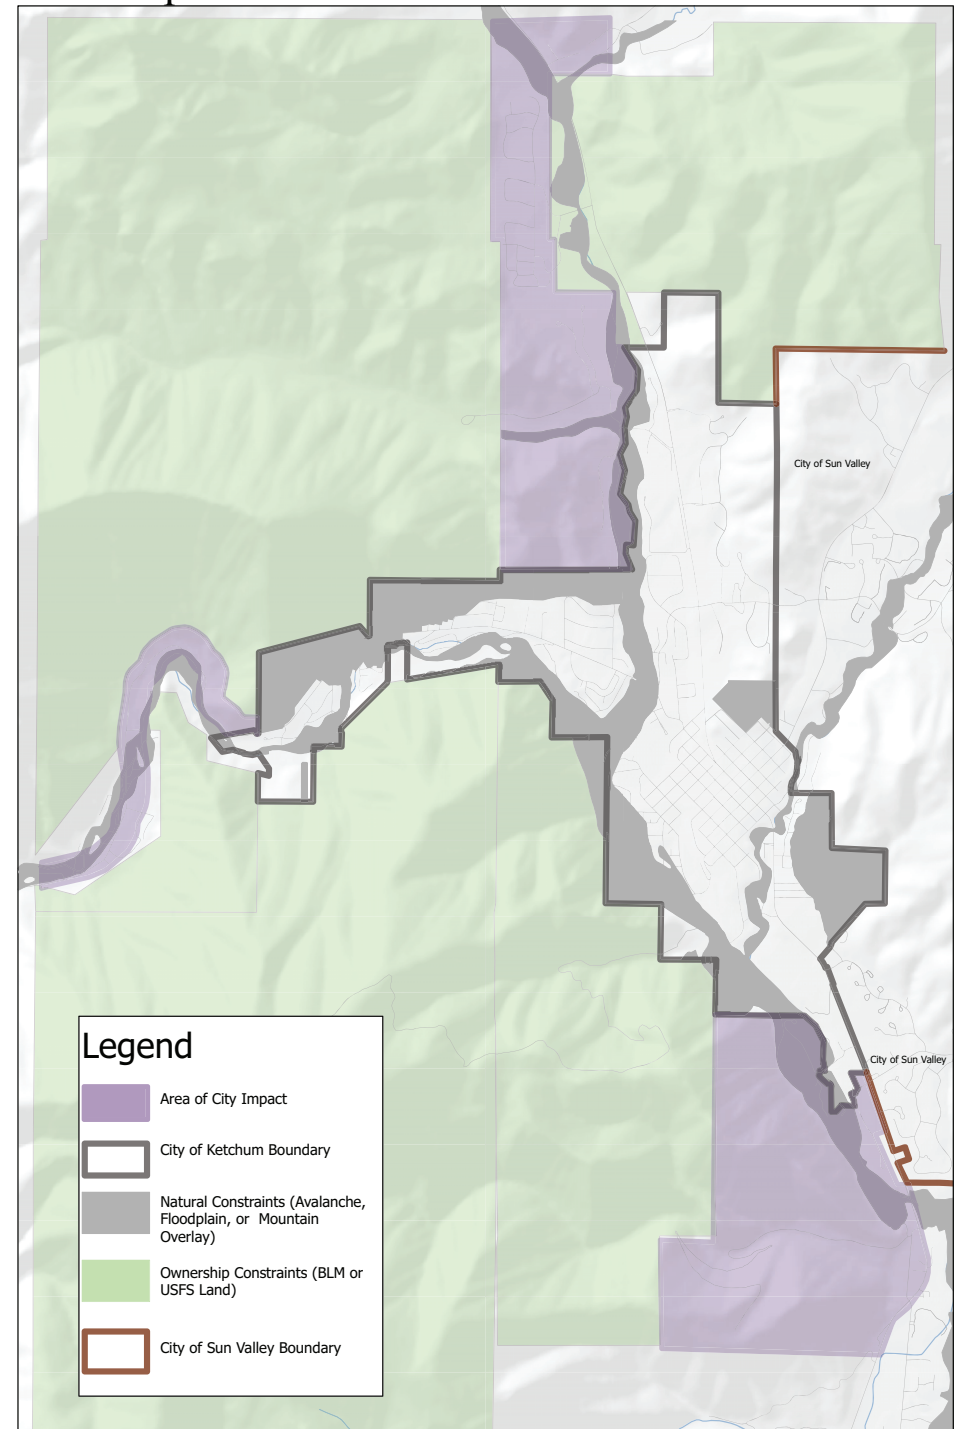 City of Sun Valley
City of Sun Valley
Legend
Area of City Impact
City of Ketchum Boundary
Natural Constraints (Avalanche,
Floodplain, or Mountain
Overlay)
Ownership Constraints (BLM or
USFS Land)
City of Sun Valley Boundary